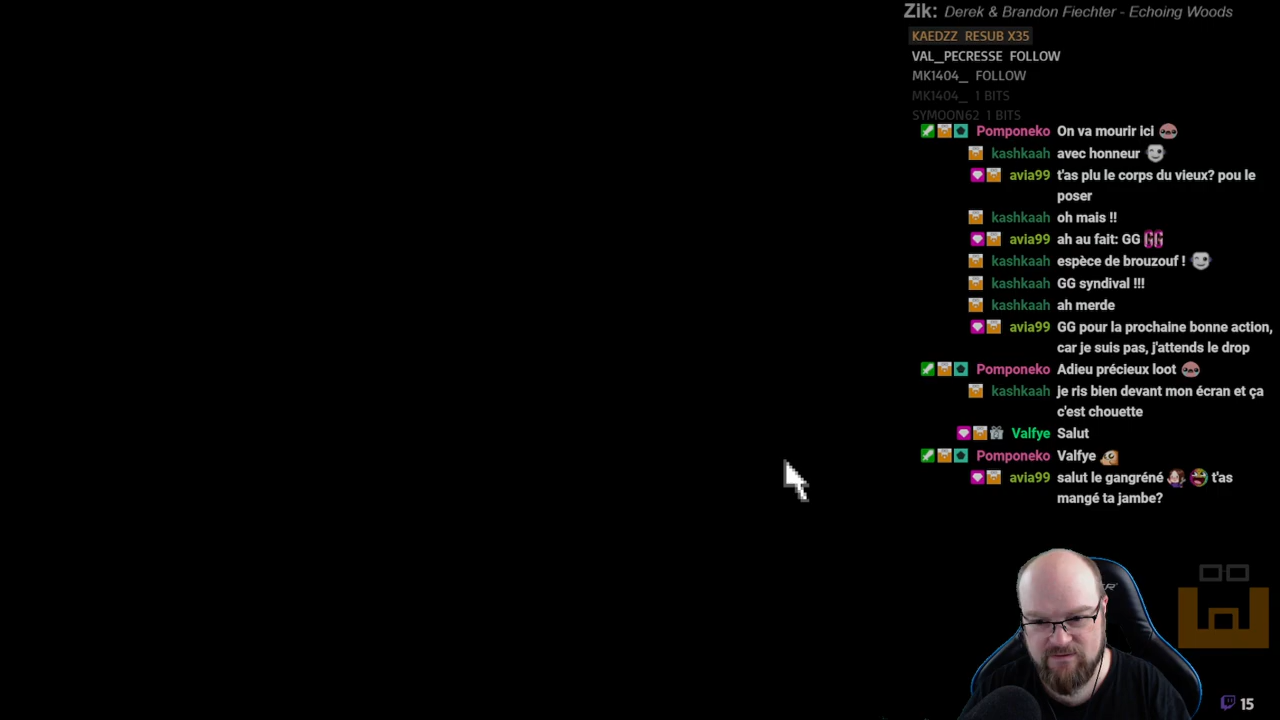 Zik: Derek & Brandon Fiechter - Echoing Woods
KAEDZZ RESUB X35
VAL_PECRESSE FOLLOW
MK1404_ FOLLOW
MK1404_ 1 BITS
SYMOON62 1 BITS
Pomponeko On va mourir ici
kashkaah avec honneur
avia99 t'as plu le corps du vieux? pou le
poser
kashkaah oh mais !!
avia99 ah au fait: GG GG
kashkaah espèce de brouzouf !
kashkaah GG syndival !!!
kashkaah ah merde
avia99 GG pour la prochaine bonne action,
car je suis pas, j'attends le drop
Pomponeko Adieu précieux loot
kashkaah je ris bien devant mon écran et ça
c'est chouette
Valfye Salut
Pomponeko Valfye
avia99 salut le gangréné t'as
mangé ta jambe?
15